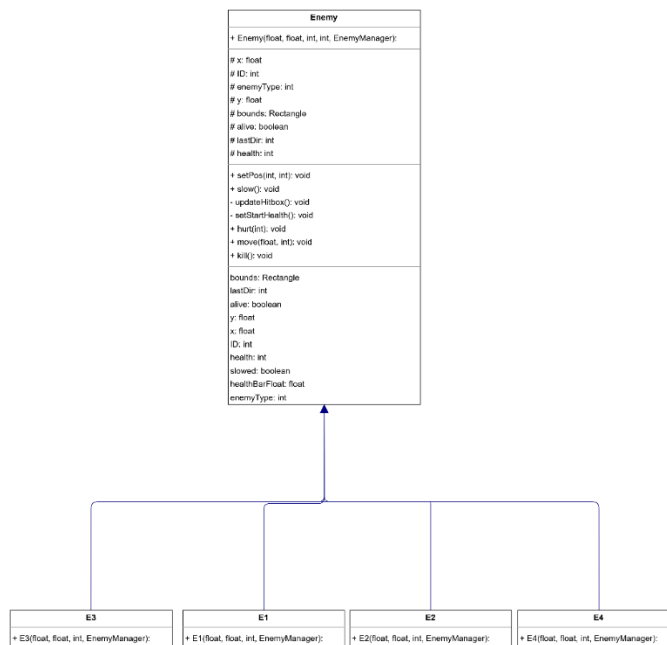 Enemy
+ Enemy(float, float, int, int, EnemyManager):
# x: float
# ID: int
# enemyType: int
# y: float
# bounds: Rectangle
# alive: boolean
# lastDir: int
# health: int
+ setPos(int, int): void
+ slow(): void
- updateHitbox(): void
- setStartHealth(): void
+ hurt(int): void
+ move(float, int): void
+ kill(): void
bounds: Rectangle
lastDir: int
alive: boolean
y: float
x: float
ID: int
health: int
slowed: boolean
healthBarFloat: float
enemyType: int
E3
+ E3(float, float, int, EnemyManager):
E1
+ E1(float, float, int, EnemyManager):
E2
+ E2(float, float, int, EnemyManager):
E4
+ E4(float, float, int, EnemyManager):